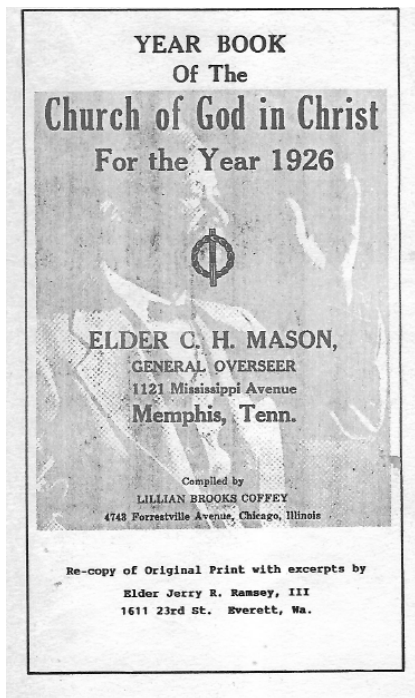 YEAR BOOK
Of The
Church of God in Christ
For the Year 1926
ELDER C. H. MASON,
GENERAL OVERSEER
1121 Mississippi Avenue
Memphis, Tenn.
Compiled by
LILLIAN BROOKS COFFEY
4743 Forrestville Avenue, Chicago, Illinois
Re-copy of Original Print with excerpts by
Elder Jerry R. Ramsey, III
1611 23rd St. Everett, Wa.